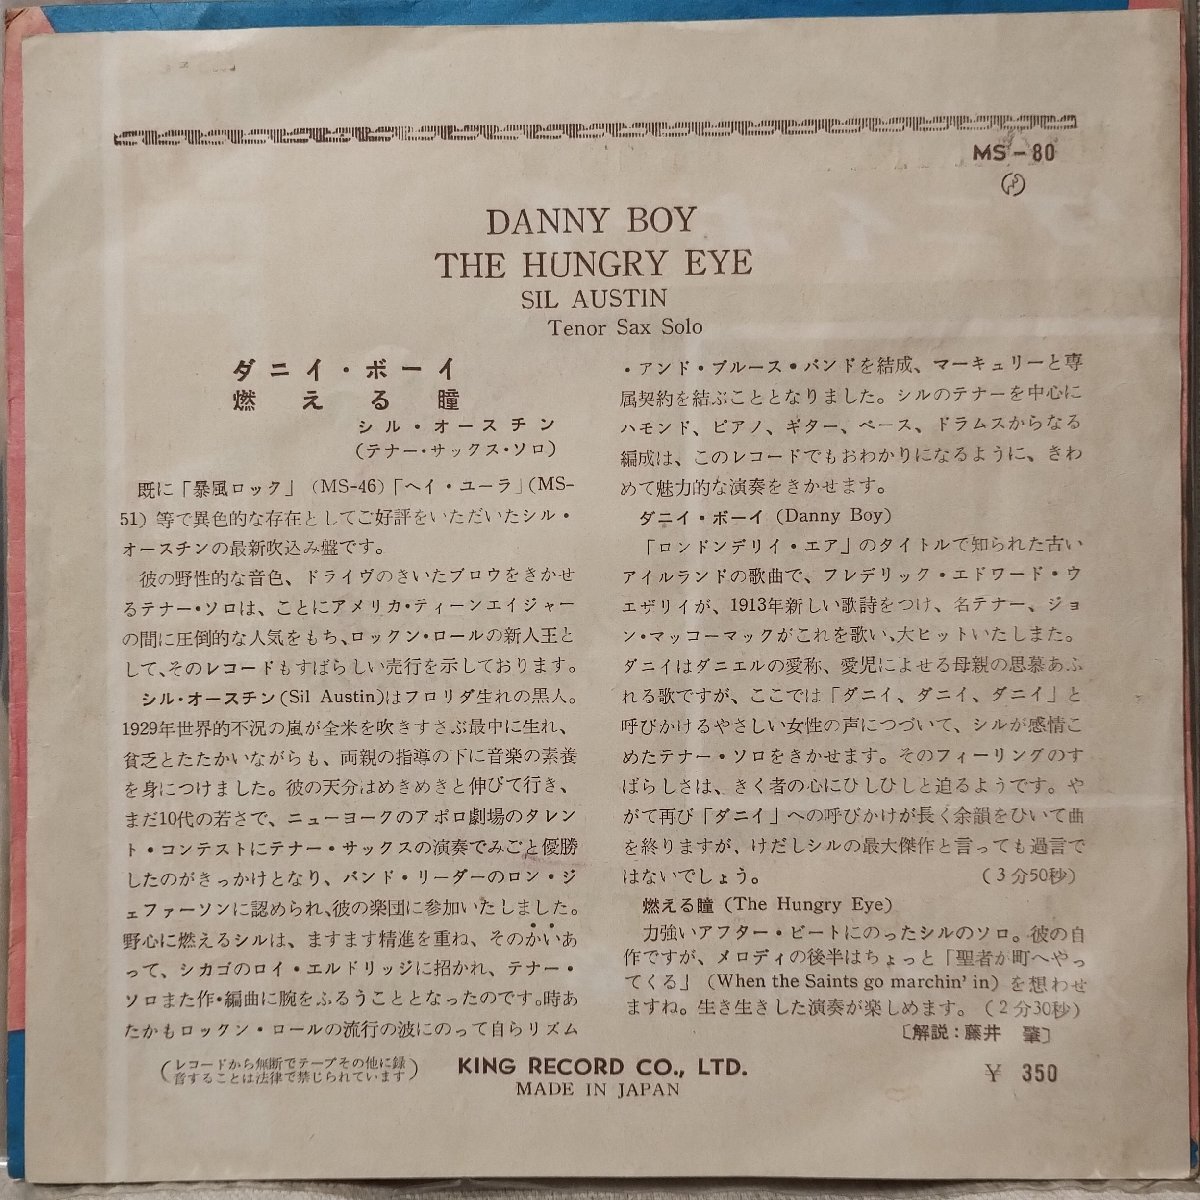 MS-80
DANNY BOY
THE HUNGRY EYE
SIL AUSTIN
Tenor Sax Solo
ダニイ・ボーイ
燃える瞳
シル・オースチン
(テナー・サックス・ソロ)
既に「暴風ロック」(MS-46)「ヘイ・ユーラ」(MS-
51) 等で異色的な存在としてご好評をいただいたシル・
オースチンの最新吹込み盤です。
彼の野性的な音色、ドライヴのきいたブロウをきかせ
るテナー・ソロは、ことにアメリカ・ティーンエイジャー
の間に圧倒的な人気をもち、ロックン・ロールの新人王と
して、そのレコードもすばらしい売行を示しております。
シル・オースチン(Sil Austin)はフロリダ生れの黒人。
1929年世界的不況の嵐が全米を吹きすさぶ最中に生れ、
貧乏とたたかいながらも、両親の指導の下に音楽の素養
を身につけました。彼の天分はめきめきと伸びて行き、
まだ10代の若さで、ニューヨークのアポロ劇場のタレン
ト・コンテストにテナー・サックスの演奏でみごと優勝
したのがきっかけとなり、バンド・リーダーのロン・ジ
ェファーソンに認められ、彼の楽団に参加いたしました。
野心に燃えるシルは、ますます精進を重ね、そのかいあ
って、シカゴのロイ・エルドリッジに招かれ、テナー・
ソロまた作・編曲に腕をふるうこととなったのです。時あ
たかもロックン・ロールの流行の波にのって自らリズム
・アンド・ブルース・バンドを結成、マーキュリーと専
属契約を結ぶこととなりました。シルのテナーを中心に
ハモンド、ピアノ、ギター、ベース、ドラムスからなる
編成は、このレコードでもおわかりになるように、きわ
めて魅力的な演奏をきかせます。
ダニイ・ボーイ (Danny Boy)
「ロンドンデリイ・エア」のタイトルで知られた古い
アイルランドの歌曲で、フレデリック・エドワード・ウ
エザリイが、1913年新しい歌詩をつけ、名テナー、ジョ
ン・マッコーマックがこれを歌い、大ヒットいたしまた。
ダニイはダニエルの愛称、愛児によせる母親の思慕あふ
れる歌ですが、ここでは「ダニイ、ダニイ、ダニイ」と
呼びかけるやさしい女性の声につづいて、シルが感情こ
めたテナー・ソロをきかせます。そのフィーリングのす
ばらしさは、きく者の心にひしひしと迫るようです。や
がて再び「ダニイ」への呼びかけが長く余韻をひいて曲
を終りますが、けだしシルの最大傑作と言っても過言で
はないでしょう。 (3分50秒)
燃える瞳 (The Hungry Eye)
力強いアフター・ビートにのったシルのソロ。彼の自
作ですが、メロディの後半はちょっと「聖者が町へやっ
てくる」(When the Saints go marchin' in) を想わせ
ますね。生き生きした演奏が楽しめます。(2分30秒)
〔解説：藤井 肇〕
(レコードから無断でテープその他に録
音することは法律で禁じられています)
KING RECORD CO., LTD.
MADE IN JAPAN
¥ 350